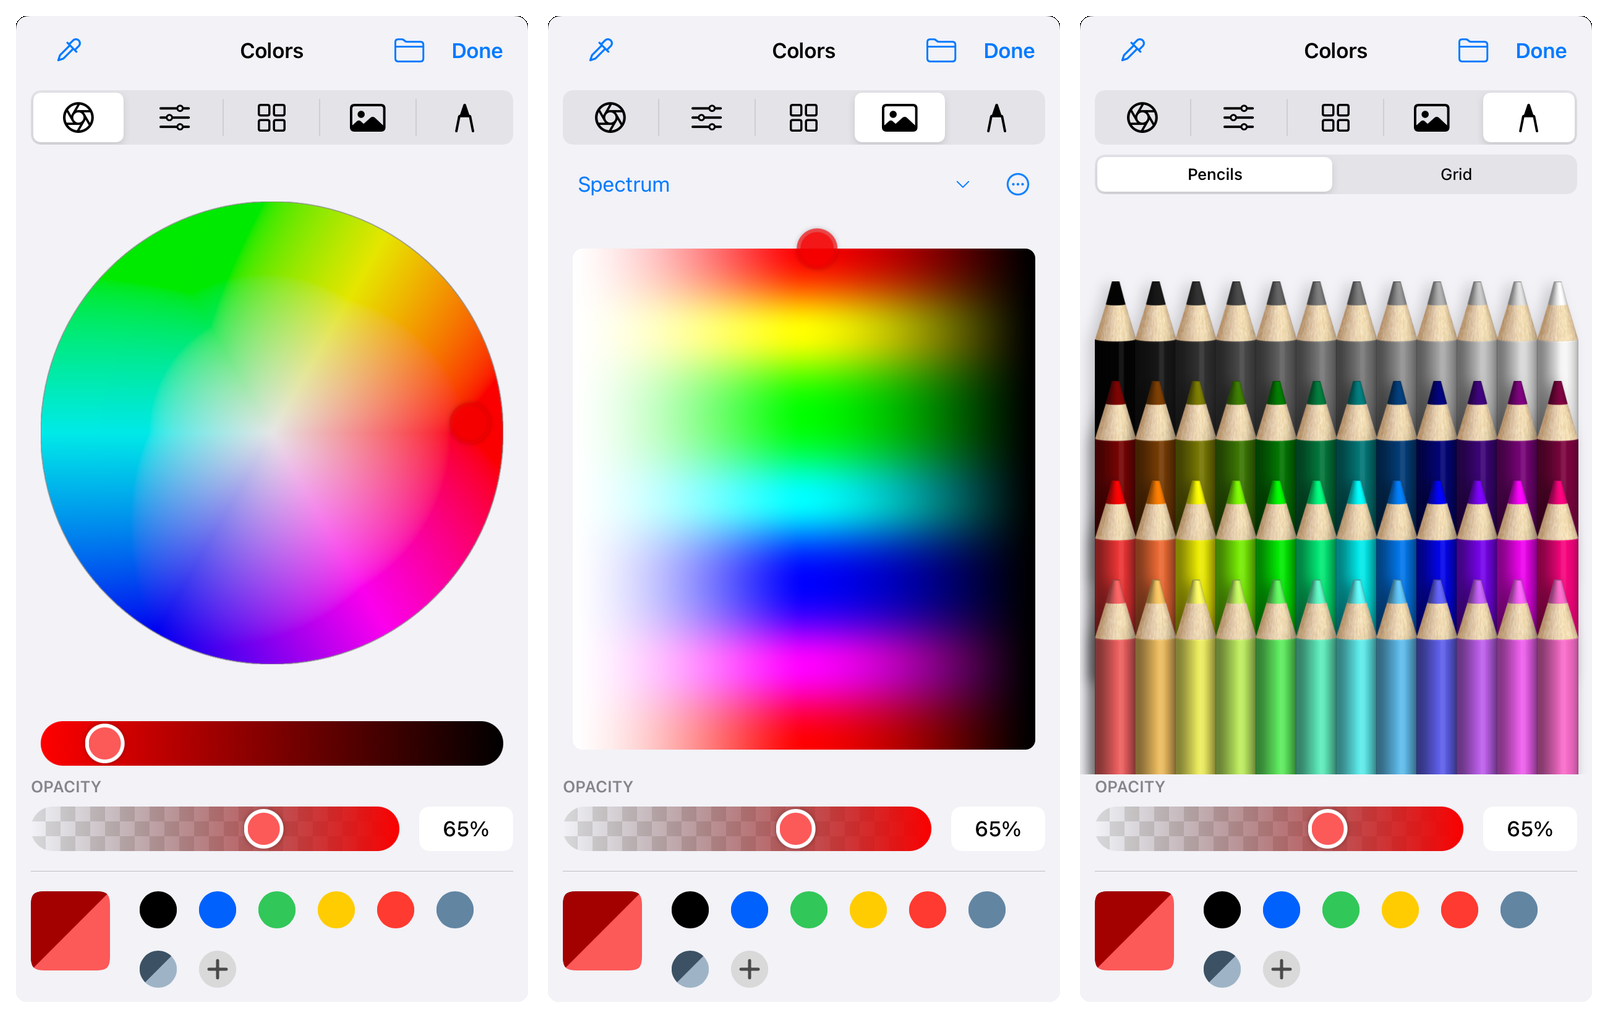 Colors
Done
OPACITY
65%
Colors
Done
Spectrum
OPACITY
65%
Colors
Done
Pencils
Grid
OPACITY
65%